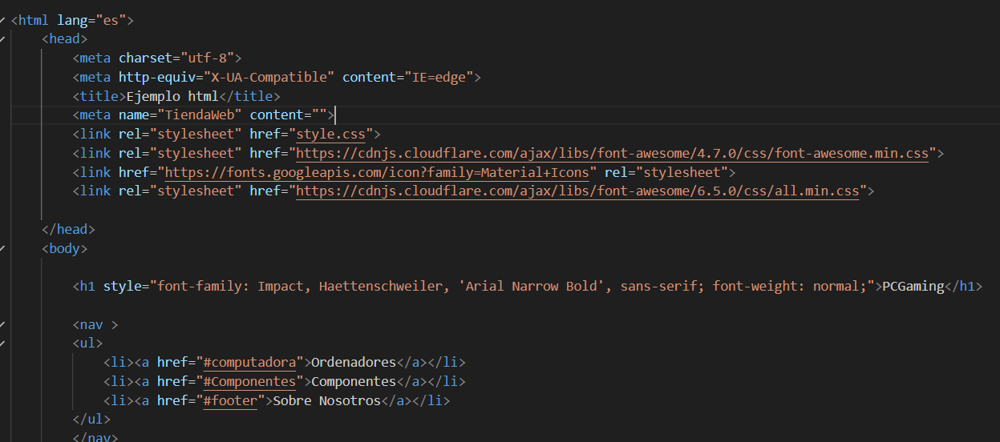 <html lang="es">
<head>
<meta charset="utf-8">
<meta http-equiv="X-UA-Compatible" content="IE=edge">
<title>Ejemplo html</title>
<meta name="TiendaWeb" content="">
<link rel="stylesheet" href="style.css">
<link rel="stylesheet" href="https://cdnjs.cloudflare.com/ajax/libs/font-awesome/4.7.0/css/font-awesome.min.css">
<link href="https://fonts.googleapis.com/icon?family=Material+Icons" rel="stylesheet">
<link rel="stylesheet" href="https://cdnjs.cloudflare.com/ajax/libs/font-awesome/6.5.0/css/all.min.css">
</head>
<body>
<h1 style="font-family: Impact, Haettenschweiler, 'Arial Narrow Bold', sans-serif; font-weight: normal;">PCGaming</h1>
<nav >
<ul>
<li><a href="#computadora">Ordenadores</a></li>
<li><a href="#Componentes">Componentes</a></li>
<li><a href="#footer">Sobre Nosotros</a></li>
</ul>
</nav>